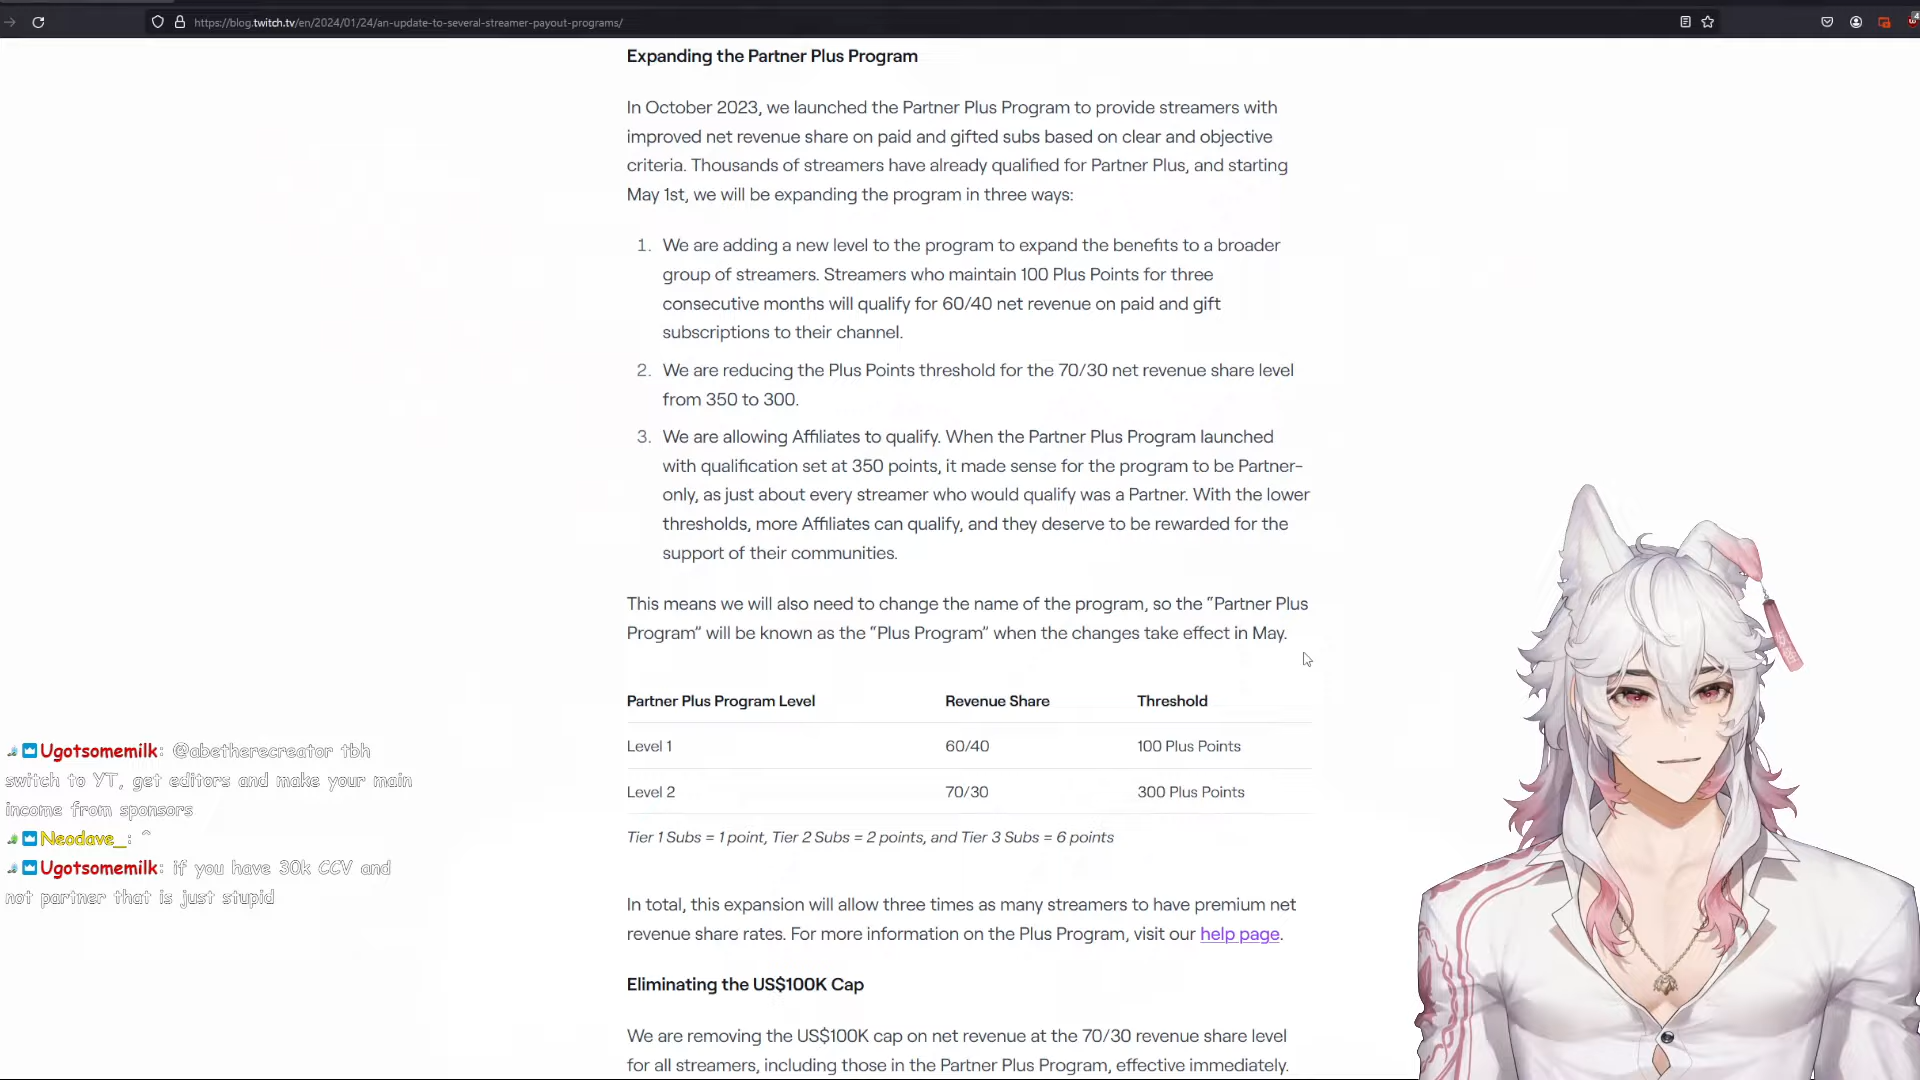 https://blog.twitch.tv/en/2024/01/24/an-update-to-several-streamer-payout-programs/
Expanding the Partner Plus Program
In October 2023, we launched the Partner Plus Program to provide streamers with
improved net revenue share on paid and gifted subs based on clear and objective
criteria. Thousands of streamers have already qualified for Partner Plus, and starting
May 1st, we will be expanding the program in three ways:
1. We are adding a new level to the program to expand the benefits to a broader
group of streamers. Streamers who maintain 100 Plus Points for three
consecutive months will qualify for 60/40 net revenue on paid and gift
subscriptions to their channel.
2. We are reducing the Plus Points threshold for the 70/30 net revenue share level
from 350 to 300.
3. We are allowing Affiliates to qualify. When the Partner Plus Program launched
with qualification set at 350 points, it made sense for the program to be Partner-
only, as just about every streamer who would qualify was a Partner. With the lower
thresholds, more Affiliates can qualify, and they deserve to be rewarded for the
support of their communities.
This means we will also need to change the name of the program, so the “Partner Plus
Program” will be known as the “Plus Program” when the changes take effect in May.
Partner Plus Program Level Revenue Share Threshold
Level 1 60/40 100 Plus Points
Level 2 70/30 300 Plus Points
Tier 1 Subs = 1 point, Tier 2 Subs = 2 points, and Tier 3 Subs = 6 points
In total, this expansion will allow three times as many streamers to have premium net
revenue share rates. For more information on the Plus Program, visit our help page.
Eliminating the US$100K Cap
We are removing the US$100K cap on net revenue at the 70/30 revenue share level
for all streamers, including those in the Partner Plus Program, effective immediately.
Ugotsomemilk: @abetherecreator tbh
switch to YT, get editors and make your main
income from sponsors
Neodave_: ^
Ugotsomemilk: if you have 30k CCV and
not partner that is just stupid